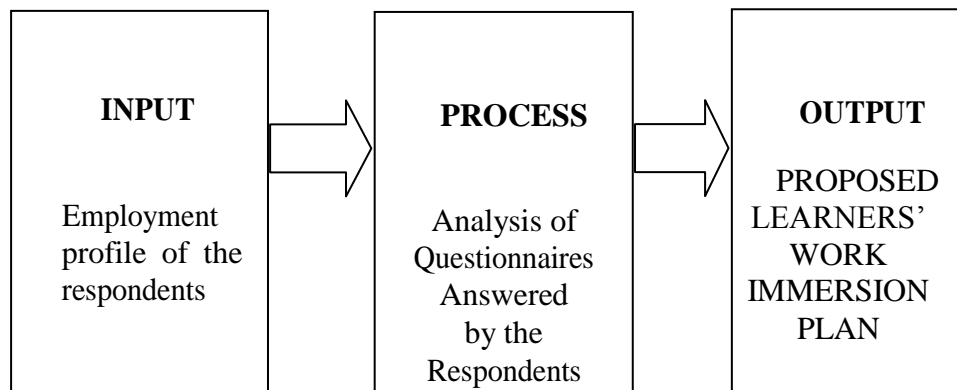 INPUT
Employment
profile of the
respondents
PROCESS
Analysis of
Questionnaires
Answered
by the
Respondents
OUTPUT
PROPOSED
LEARNERS’
WORK
IMMERSION
PLAN